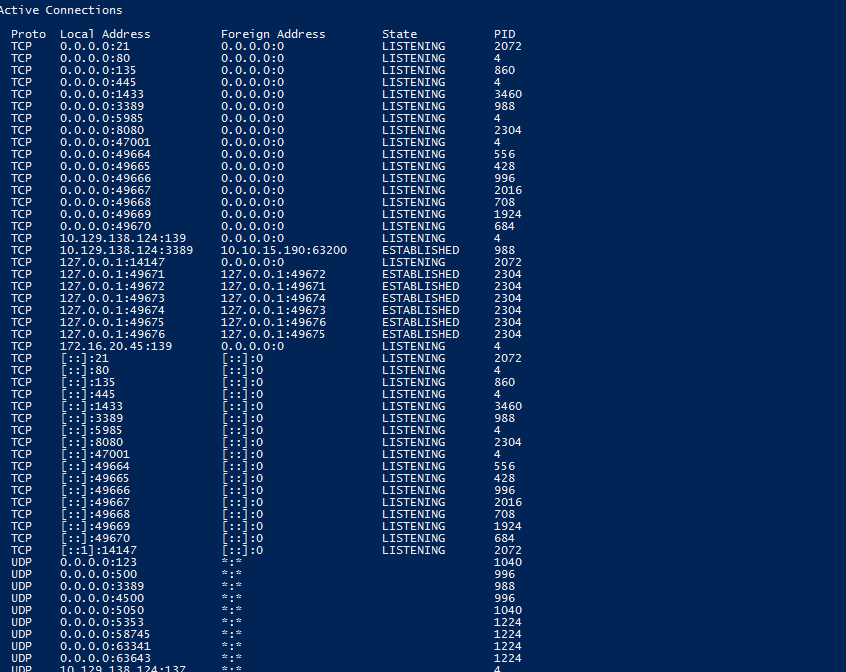 Active Connections
Proto Local Address Foreign Address State PID
TCP 0.0.0.0:21 0.0.0.0:0 LISTENING 2072
TCP 0.0.0.0:80 0.0.0.0:0 LISTENING 4
TCP 0.0.0.0:135 0.0.0.0:0 LISTENING 860
TCP 0.0.0.0:445 0.0.0.0:0 LISTENING 4
TCP 0.0.0.0:1433 0.0.0.0:0 LISTENING 3460
TCP 0.0.0.0:3389 0.0.0.0:0 LISTENING 988
TCP 0.0.0.0:5985 0.0.0.0:0 LISTENING 4
TCP 0.0.0.0:8080 0.0.0.0:0 LISTENING 2304
TCP 0.0.0.0:47001 0.0.0.0:0 LISTENING 4
TCP 0.0.0.0:49664 0.0.0.0:0 LISTENING 556
TCP 0.0.0.0:49665 0.0.0.0:0 LISTENING 428
TCP 0.0.0.0:49666 0.0.0.0:0 LISTENING 996
TCP 0.0.0.0:49667 0.0.0.0:0 LISTENING 2016
TCP 0.0.0.0:49668 0.0.0.0:0 LISTENING 708
TCP 0.0.0.0:49669 0.0.0.0:0 LISTENING 1924
TCP 0.0.0.0:49670 0.0.0.0:0 LISTENING 684
TCP 10.129.138.124:139 0.0.0.0:0 LISTENING 4
TCP 10.129.138.124:3389 10.10.15.190:63200 ESTABLISHED 988
TCP 127.0.0.1:14147 0.0.0.0:0 LISTENING 2072
TCP 127.0.0.1:49671 127.0.0.1:49672 ESTABLISHED 2304
TCP 127.0.0.1:49672 127.0.0.1:49671 ESTABLISHED 2304
TCP 127.0.0.1:49673 127.0.0.1:49674 ESTABLISHED 2304
TCP 127.0.0.1:49674 127.0.0.1:49673 ESTABLISHED 2304
TCP 127.0.0.1:49675 127.0.0.1:49676 ESTABLISHED 2304
TCP 127.0.0.1:49676 127.0.0.1:49675 ESTABLISHED 2304
TCP 172.16.20.45:139 0.0.0.0:0 LISTENING 4
TCP [::]:21 [::]:0 LISTENING 2072
TCP [::]:80 [::]:0 LISTENING 4
TCP [::]:135 [::]:0 LISTENING 860
TCP [::]:445 [::]:0 LISTENING 4
TCP [::]:1433 [::]:0 LISTENING 3460
TCP [::]:3389 [::]:0 LISTENING 988
TCP [::]:5985 [::]:0 LISTENING 4
TCP [::]:8080 [::]:0 LISTENING 2304
TCP [::]:47001 [::]:0 LISTENING 4
TCP [::]:49664 [::]:0 LISTENING 556
TCP [::]:49665 [::]:0 LISTENING 428
TCP [::]:49666 [::]:0 LISTENING 996
TCP [::]:49667 [::]:0 LISTENING 2016
TCP [::]:49668 [::]:0 LISTENING 708
TCP [::]:49669 [::]:0 LISTENING 1924
TCP [::]:49670 [::]:0 LISTENING 684
TCP [::1]:14147 [::]:0 LISTENING 2072
UDP 0.0.0.0:123 *:* 1040
UDP 0.0.0.0:500 *:* 996
UDP 0.0.0.0:3389 *:* 988
UDP 0.0.0.0:4500 *:* 996
UDP 0.0.0.0:5050 *:* 1040
UDP 0.0.0.0:5353 *:* 1224
UDP 0.0.0.0:58745 *:* 1224
UDP 0.0.0.0:63341 *:* 1224
UDP 0.0.0.0:63643 *:* 1224
UDP 10.129.138.124:137 *:* 4